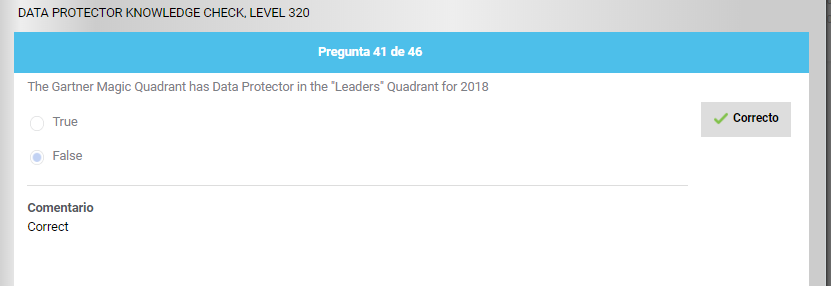 DATA PROTECTOR KNOWLEDGE CHECK, LEVEL 320
Pregunta 41 de 46
The Gartner Magic Quadrant has Data Protector in the "Leaders" Quadrant for 2018
True
Correcto
False
Comentario
Correct